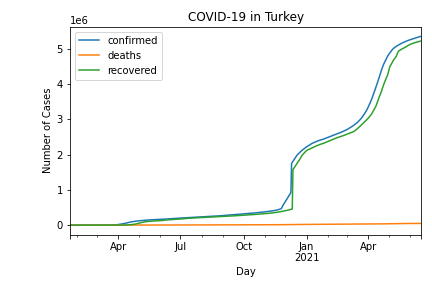 COVID-19 in Turkey
1e6
confirmed
deaths
recovered
Number of Cases
5
4
3
2
1
0
Apr
Jul
Oct
Jan
2021
Apr
Day